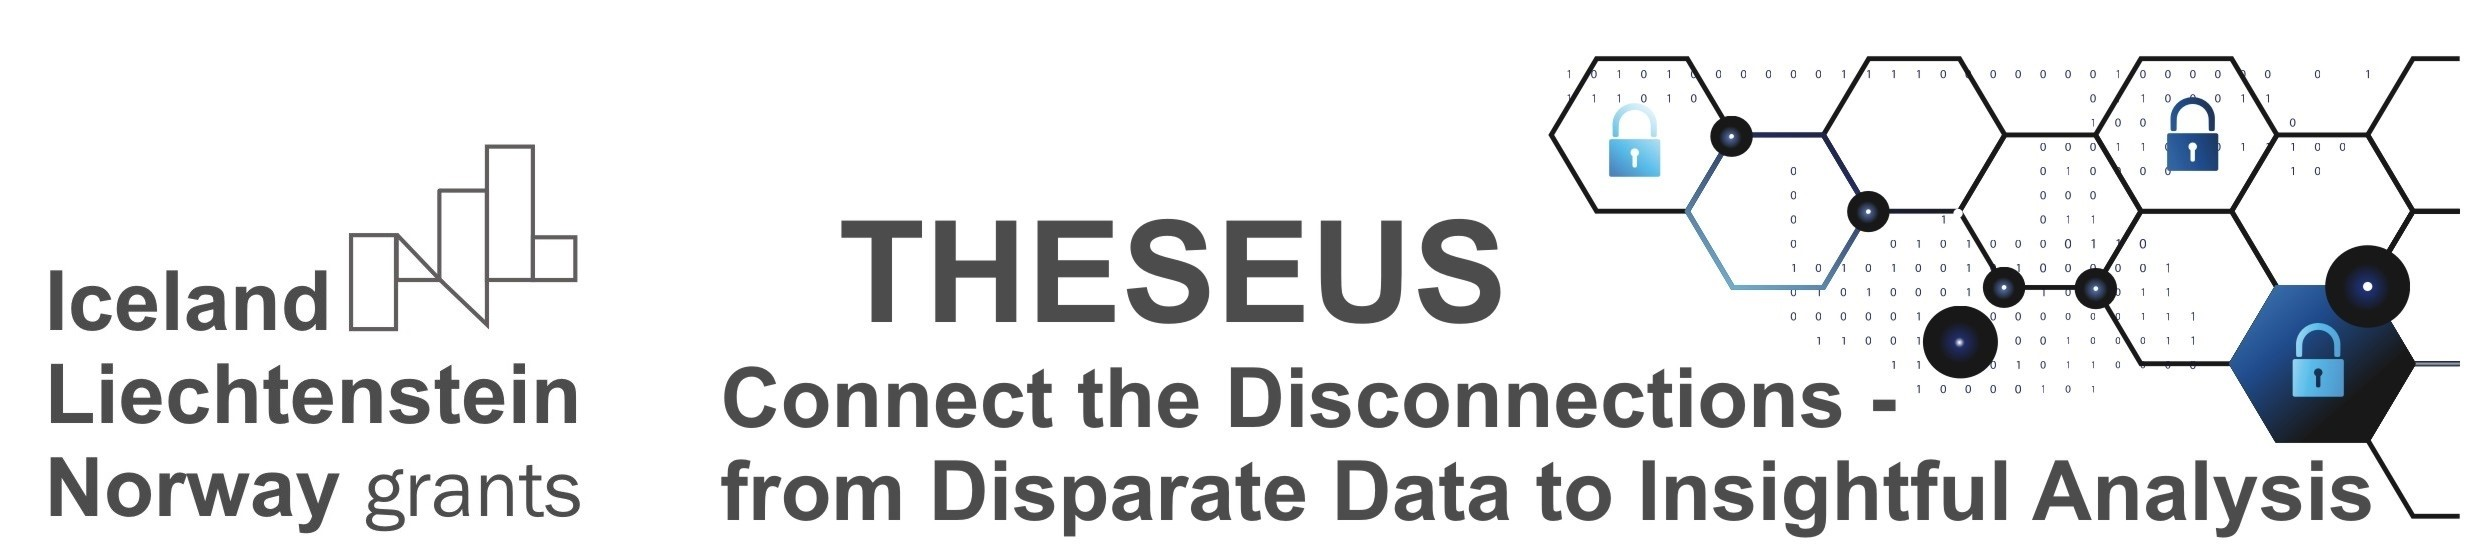 Iceland
Liechtenstein
Norway grants
THESEUS
Connect the Disconnections -
from Disparate Data to Insightful Analysis